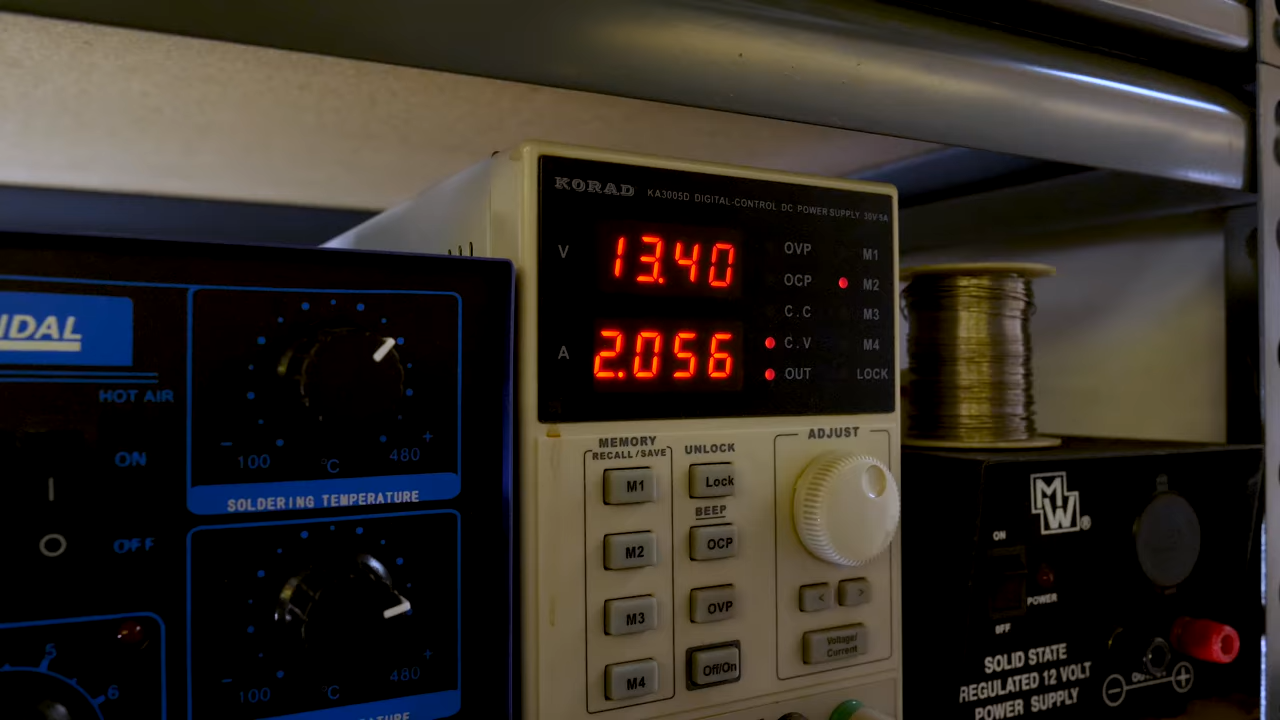 IDAL
HOT AIR
ON
OFF
100
°C
480
SOLDERING TEMPERATURE
100
°C
480
5
6
KORAD KA3005D DIGITAL-CONTROL DC POWER SUPPLY 30V 5A
V 13.40
A 2.056
OVP M1
OCP M2
C.C M3
C.V M4
OUT LOCK
MEMORY
RECALL/SAVE
M1
M2
M3
M4
UNLOCK
Lock
BEEP
OCP
OVP
Off/On
ADJUST
< >
Voltage/
Current
MW®
ON
POWER
OFF
SOLID STATE
REGULATED 12 VOLT
POWER SUPPLY